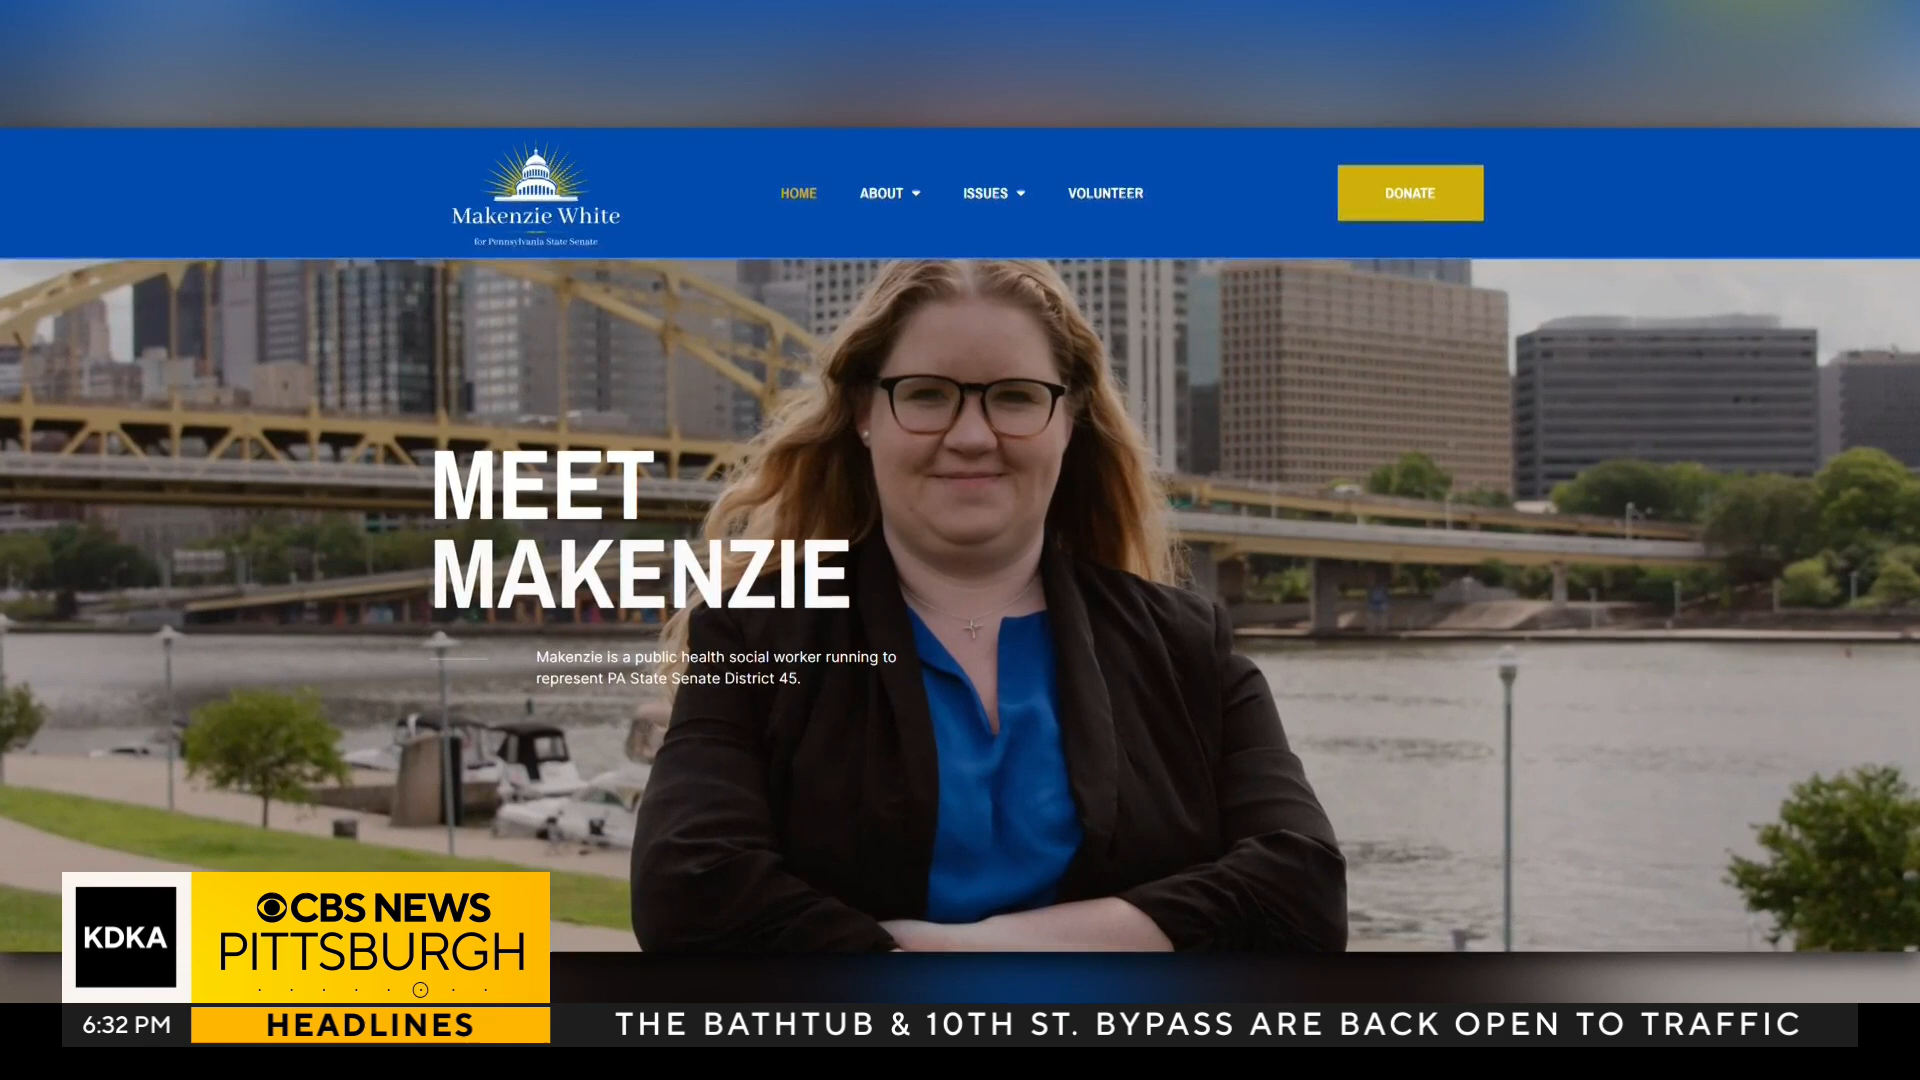 Makenzie White
for Pennsylvania State Senate
HOME
ABOUT
ISSUES
VOLUNTEER
DONATE
MEET
MAKENZIE
Makenzie is a public health social worker running to
represent PA State Senate District 45.
KDKA
CBS NEWS
PITTSBURGH
6:32 PM
HEADLINES
THE BATHTUB & 10TH ST. BYPASS ARE BACK OPEN TO TRAFFIC